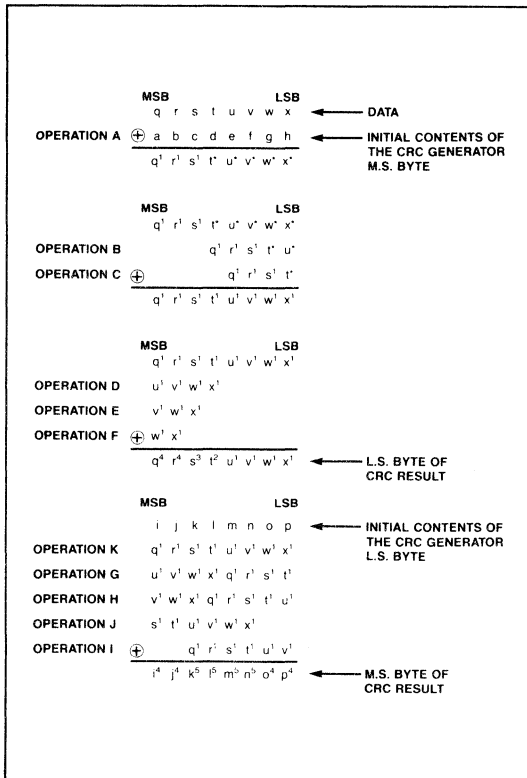 MSB LSB
q r s t u v w x ← DATA
OPERATION A ⊕ a b c d e f g h ← INITIAL CONTENTS OF
THE CRC GENERATOR
M.S. BYTE
q¹ r¹ s¹ t* u* v* w* x*
MSB LSB
q¹ r¹ s¹ t* u* v* w* x*
OPERATION B q¹ r¹ s¹ t* u*
OPERATION C ⊕ q¹ r¹ s¹ t*
q¹ r¹ s¹ t¹ u¹ v¹ w¹ x¹
MSB LSB
q¹ r¹ s¹ t¹ u¹ v¹ w¹ x¹
OPERATION D u¹ v¹ w¹ x¹
OPERATION E v¹ w¹ x¹
OPERATION F ⊕ w¹ x¹
q⁴ r⁴ s³ t² u¹ v¹ w¹ x¹ ← L.S. BYTE OF
CRC RESULT
MSB LSB
i j k l m n o p ← INITIAL CONTENTS OF
THE CRC GENERATOR
L.S. BYTE
OPERATION K q¹ r¹ s¹ t¹ u¹ v¹ w¹ x¹
OPERATION G u¹ v¹ w¹ x¹ q¹ r¹ s¹ t¹
OPERATION H v¹ w¹ x¹ q¹ r¹ s¹ t¹ u¹
OPERATION J s¹ t¹ u¹ v¹ w¹ x¹
OPERATION I ⊕ q¹ r¹ s¹ t¹ u¹ v¹
i⁴ j⁴ k⁵ l⁵ m⁵ n⁵ o⁴ p⁴ ← M.S. BYTE OF
CRC RESULT